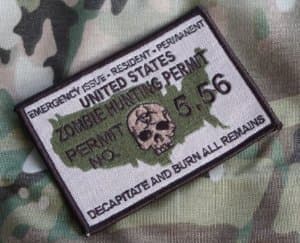 EMERGENCY ISSUE - RESIDENT - PERMANENT
UNITED STATES
ZOMBIE HUNTING PERMIT
PERMIT
NO. 5.56
DECAPITATE AND BURN ALL REMAINS